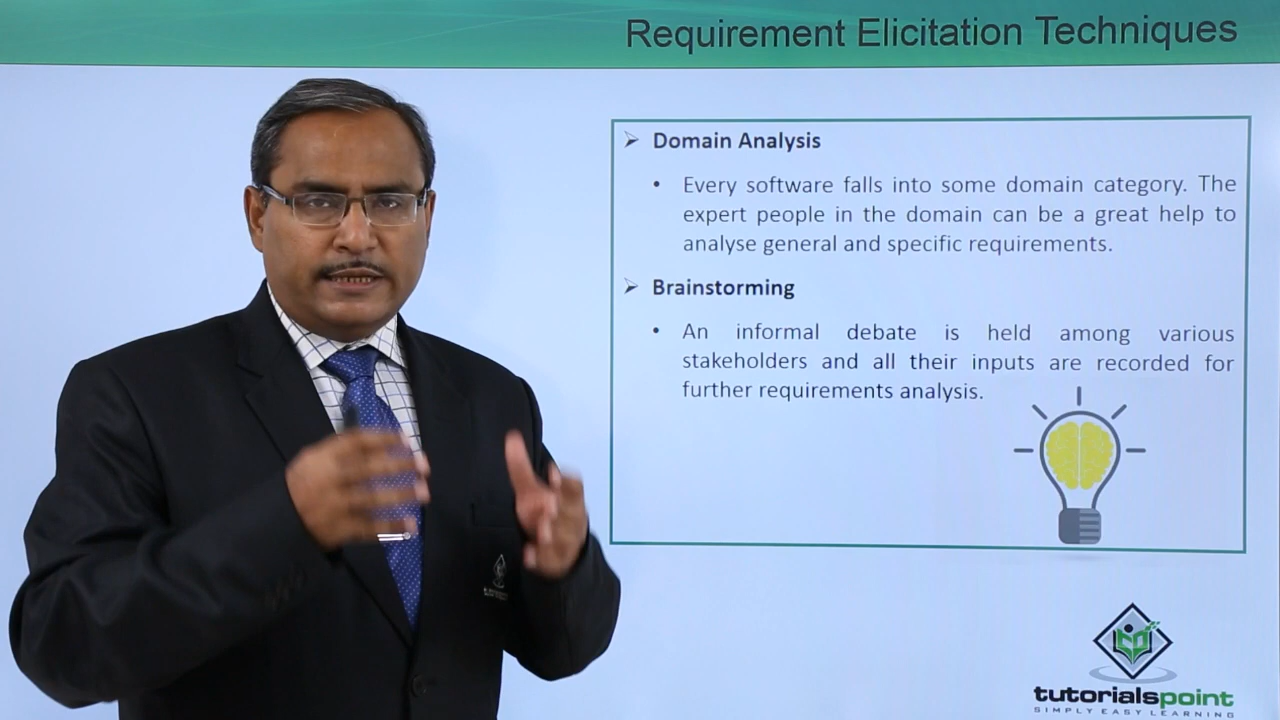 Requirement Elicitation Techniques
➢ Domain Analysis
• Every software falls into some domain category. The
expert people in the domain can be a great help to
analyse general and specific requirements.
➢ Brainstorming
• An informal debate is held among various
stakeholders and all their inputs are recorded for
further requirements analysis.
tutorialspoint
SIMPLY EASY LEARNING